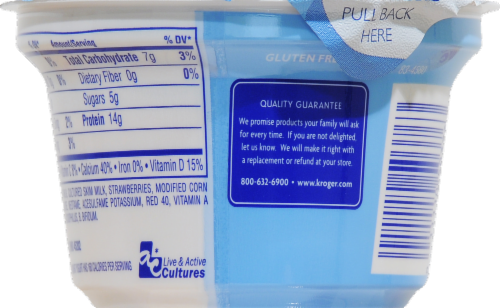 PULL BACK
HERE
Amount/Serving % DV*
Total Carbohydrate 7g 3%
Dietary Fiber 0g 0%
Sugars 5g
Protein 14g
• Calcium 40% • Iron 0% • Vitamin D 15%
SKIM MILK, STRAWBERRIES, MODIFIED CORN
ACESULFAME POTASSIUM, RED 40, VITAMIN A
BIFIDUM.
CALORIES PER SERVING
Live & Active
Cultures
GLUTEN
QUALITY GUARANTEE
We promise products your family will ask
for every time. If you are not delighted,
let us know. We will make it right with
a replacement or refund at your store.
800-632-6900 • www.kroger.com